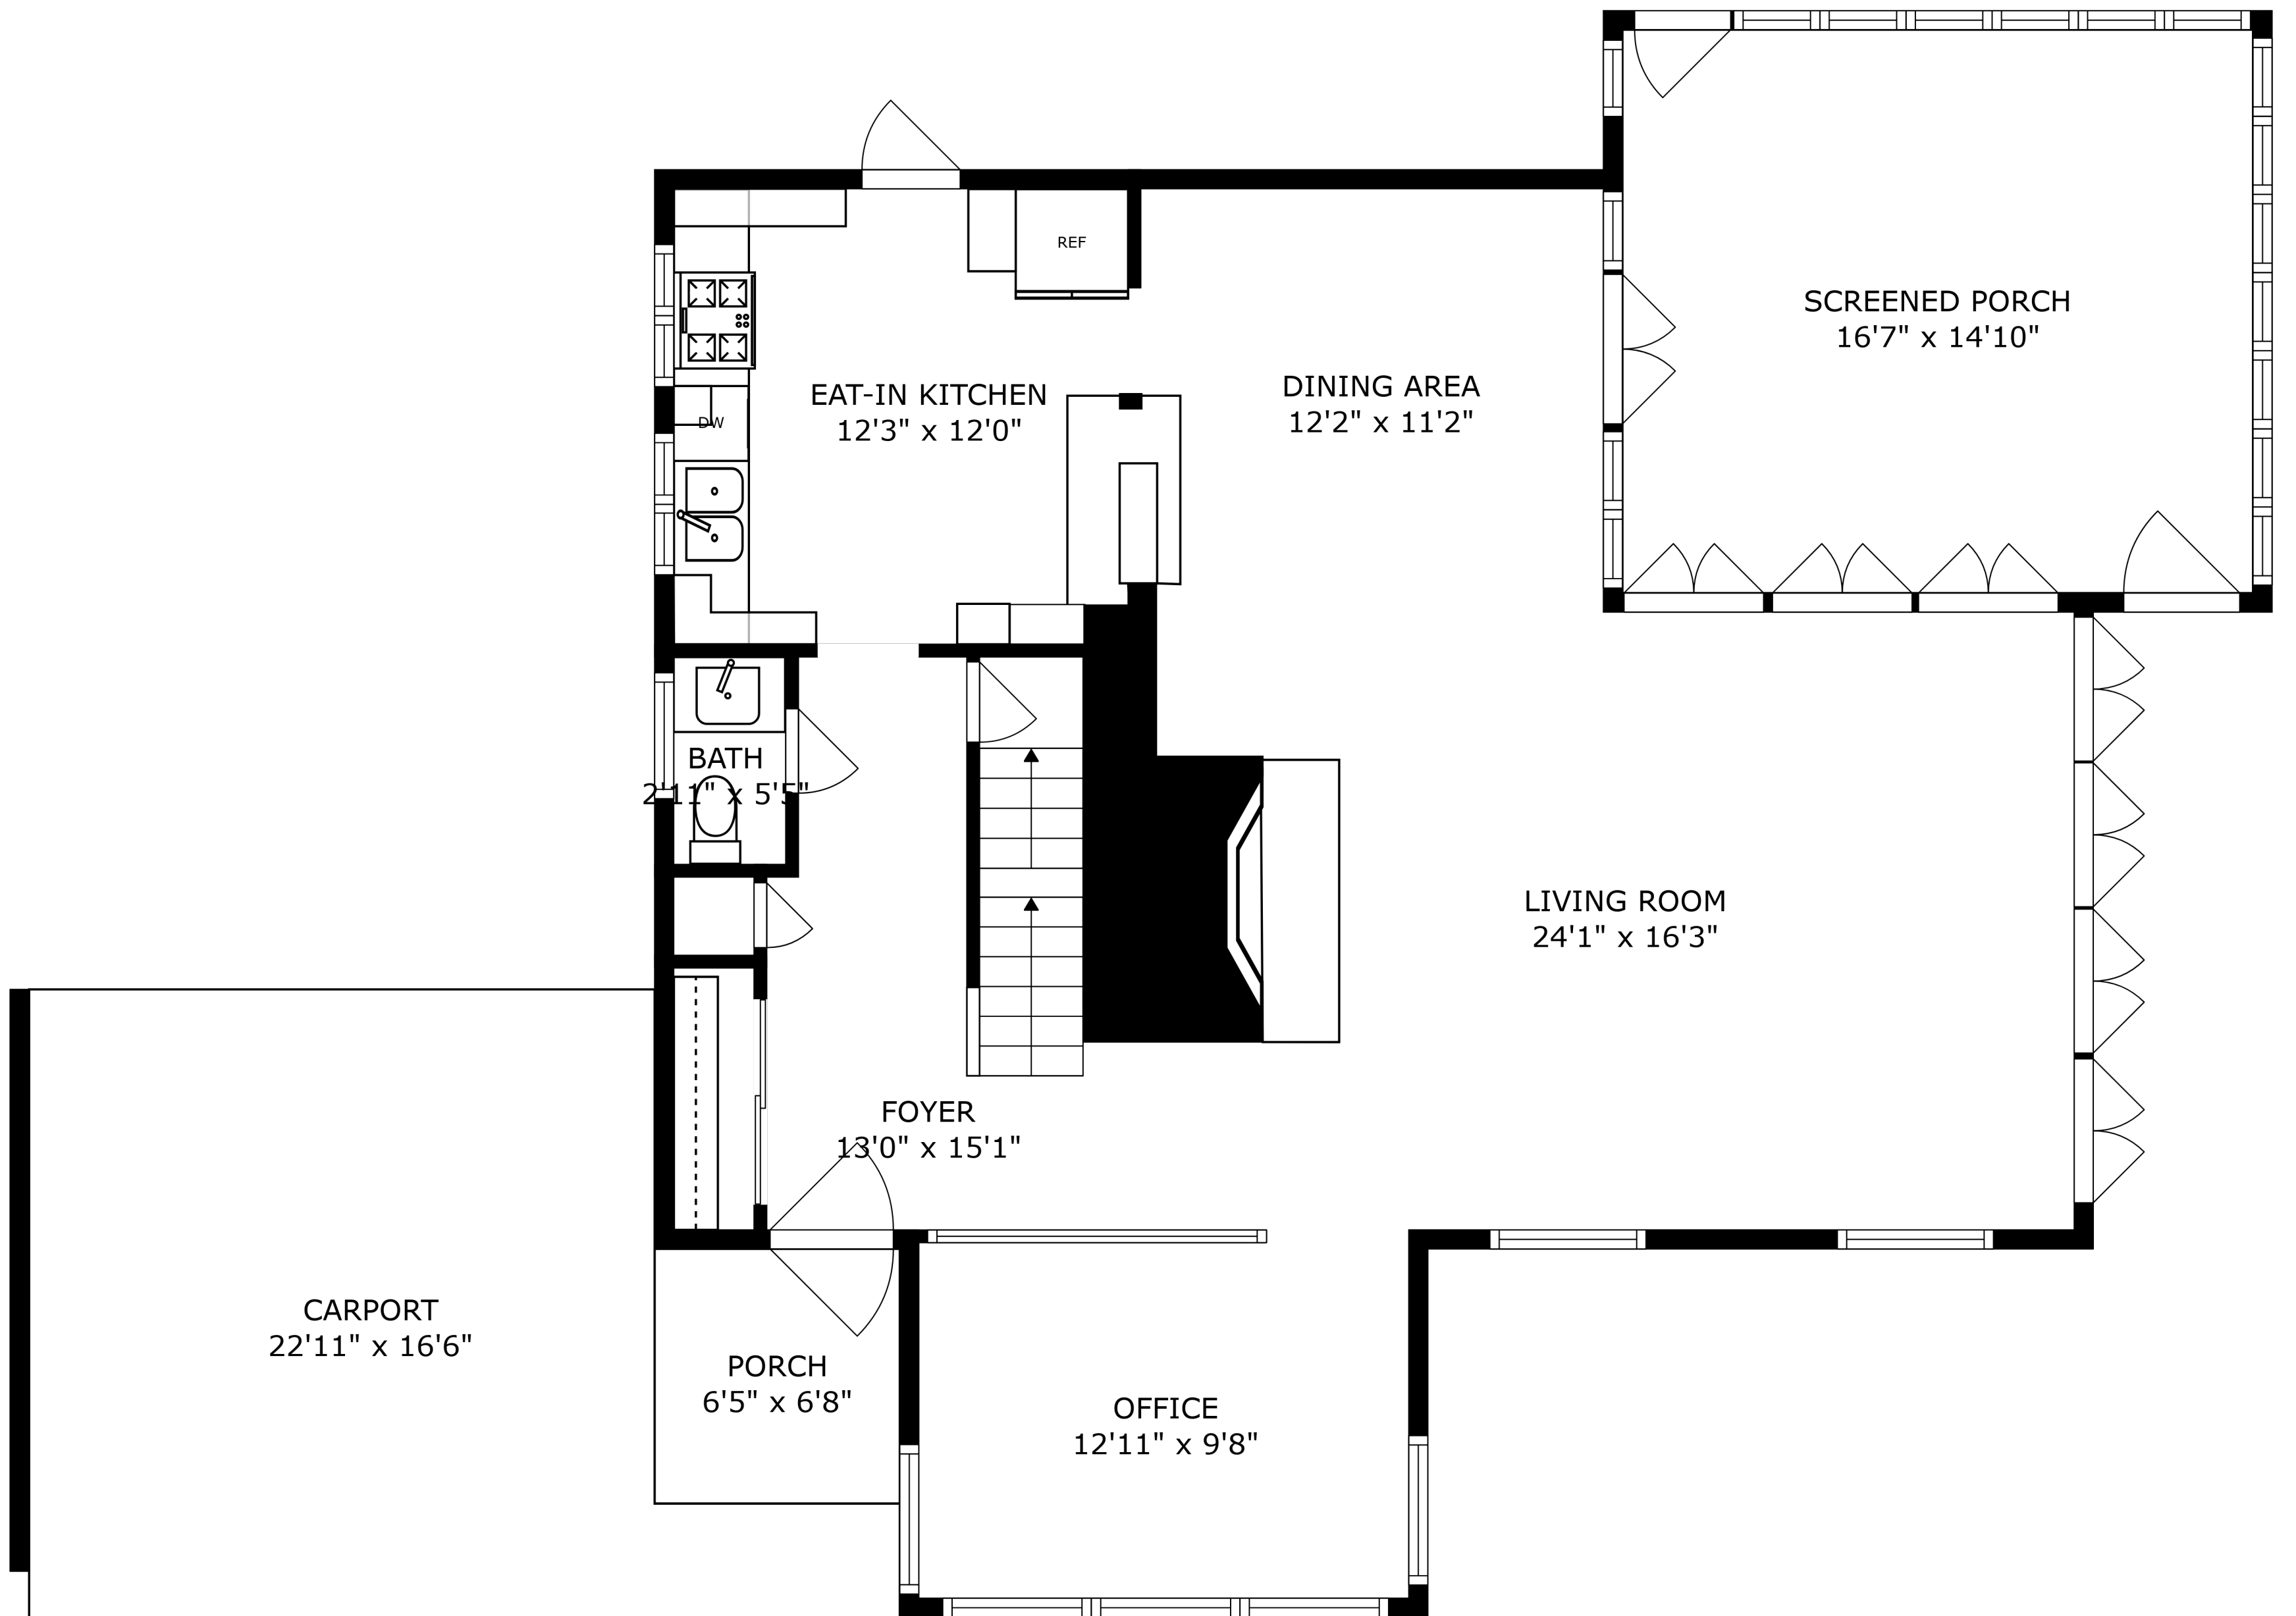 REF
SCREENED PORCH
16'7" x 14'10"
EAT-IN KITCHEN
12'3" x 12'0"
DINING AREA
12'2" x 11'2"
DW
BATH
2'11" x 5'5"
LIVING ROOM
24'1" x 16'3"
FOYER
13'0" x 15'1"
CARPORT
22'11" x 16'6"
PORCH
6'5" x 6'8"
OFFICE
12'11" x 9'8"